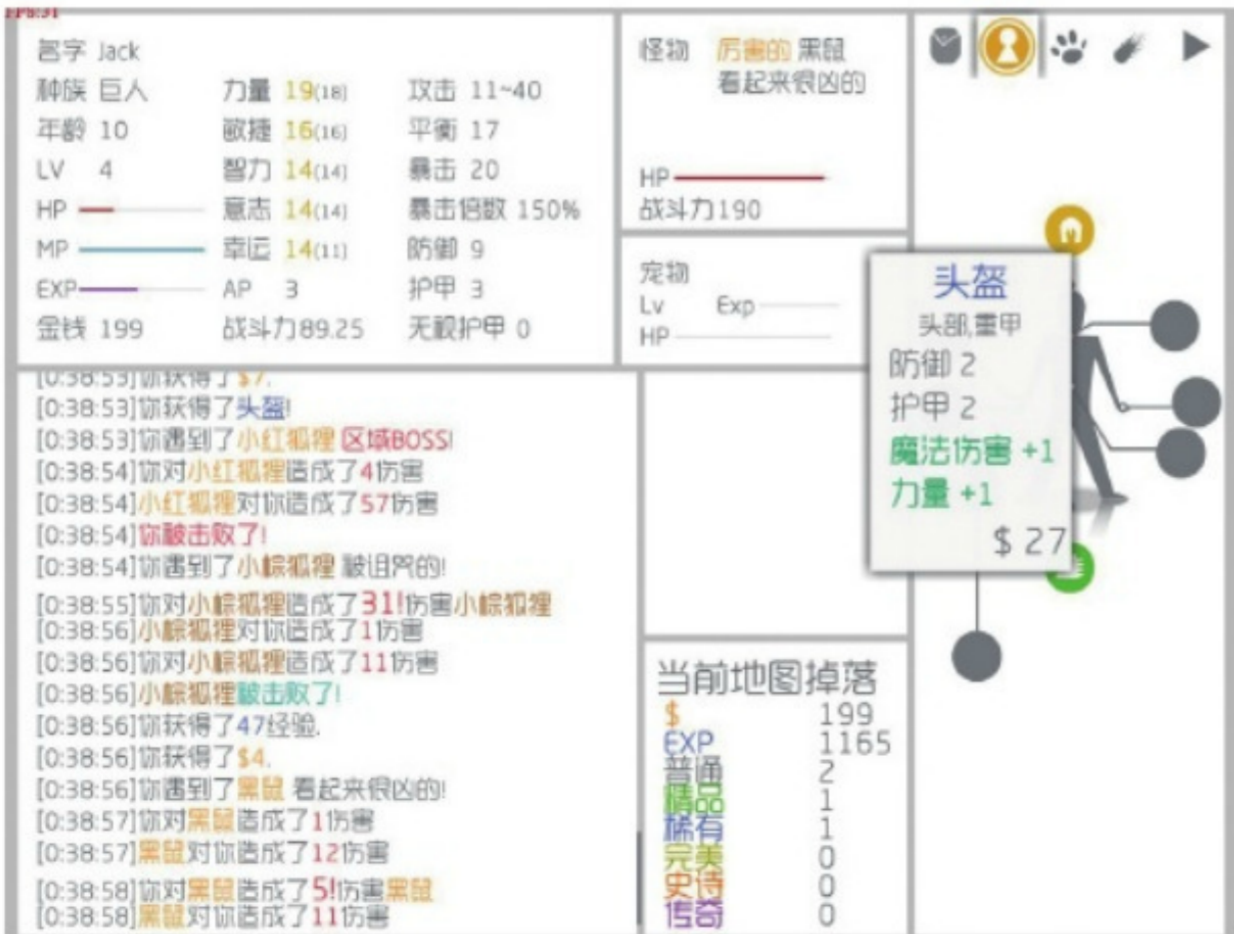 FPS:31
名字 Jack
种族 巨人 力量 19(18) 攻击 11~40
年龄 10 敏捷 16(16) 平衡 17
LV 4 智力 14(14) 暴击 20
HP 意志 14(14) 暴击倍数 150%
MP 幸运 14(11) 防御 9
EXP AP 3 护甲 3
金钱 199 战斗力89.25 无视护甲 0
怪物 厉害的 黑鼠
看起来很凶的
HP
战斗力190
宠物
Lv Exp
HP
头盔
头部,重甲
防御 2
护甲 2
魔法伤害 +1
力量 +1
$ 27
[0:38:53]你获得了$7.
[0:38:53]你获得了头盔!
[0:38:53]你遇到了小红狐狸 区域BOSS!
[0:38:54]你对小红狐狸造成了4伤害
[0:38:54]小红狐狸对你造成了57伤害
[0:38:54]你被击败了!
[0:38:54]你遇到了小棕狐狸 被诅咒的!
[0:38:55]你对小棕狐狸造成了31!伤害小棕狐狸
[0:38:56]小棕狐狸对你造成了1伤害
[0:38:56]你对小棕狐狸造成了11伤害
[0:38:56]小棕狐狸被击败了!
[0:38:56]你获得了47经验.
[0:38:56]你获得了$4.
[0:38:56]你遇到了黑鼠 看起来很凶的!
[0:38:57]你对黑鼠造成了1伤害
[0:38:57]黑鼠对你造成了12伤害
[0:38:58]你对黑鼠造成了5!伤害黑鼠
[0:38:58]黑鼠对你造成了11伤害
当前地图掉落
$ 199
EXP 1165
普通 2
精品 1
稀有 1
完美 0
史诗 0
传奇 0